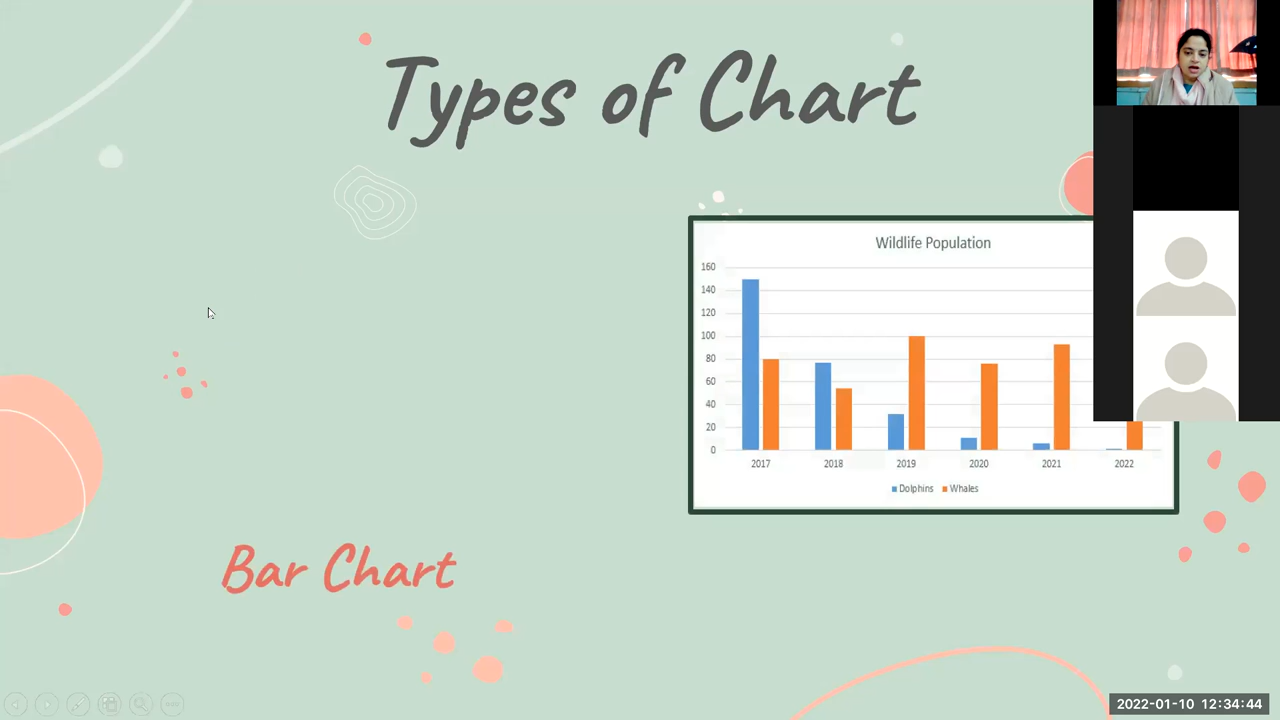 Types of Chart
Wildlife Population
160
140
120
100
80
60
40
20
0
2017 2018 2019 2020 2021 2022
Dolphins Whales
Bar Chart
2022-01-10 12:34:44